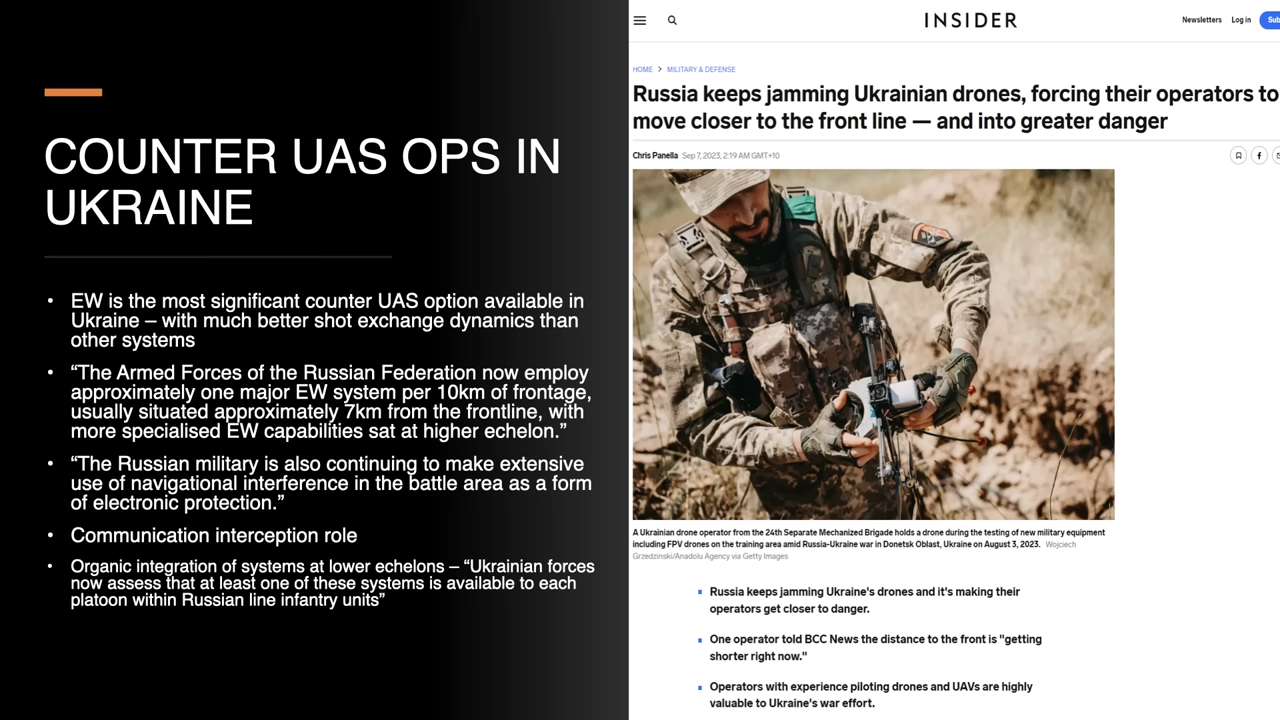 COUNTER UAS OPS IN
UKRAINE
• EW is the most significant counter UAS option available in
Ukraine – with much better shot exchange dynamics than
other systems
• “The Armed Forces of the Russian Federation now employ
approximately one major EW system per 10km of frontage,
usually situated approximately 7km from the frontline, with
more specialised EW capabilities sat at higher echelon.”
• “The Russian military is also continuing to make extensive
use of navigational interference in the battle area as a form
of electronic protection.”
• Communication interception role
• Organic integration of systems at lower echelons – “Ukrainian forces
now assess that at least one of these systems is available to each
platoon within Russian line infantry units”
INSIDER
Newsletters Log in Sub
HOME > MILITARY & DEFENSE
Russia keeps jamming Ukrainian drones, forcing their operators to
move closer to the front line — and into greater danger
Chris Panella Sep 7, 2023, 2:19 AM GMT+10
A Ukrainian drone operator from the 24th Separate Mechanized Brigade holds a drone during the testing of new military equipment
including FPV drones on the training area amid Russia-Ukraine war in Donetsk Oblast, Ukraine on August 3, 2023. Wojciech
Grzedzinski/Anadolu Agency via Getty Images
Russia keeps jamming Ukraine's drones and it's making their
operators get closer to danger.
One operator told BCC News the distance to the front is "getting
shorter right now."
Operators with experience piloting drones and UAVs are highly
valuable to Ukraine's war effort.